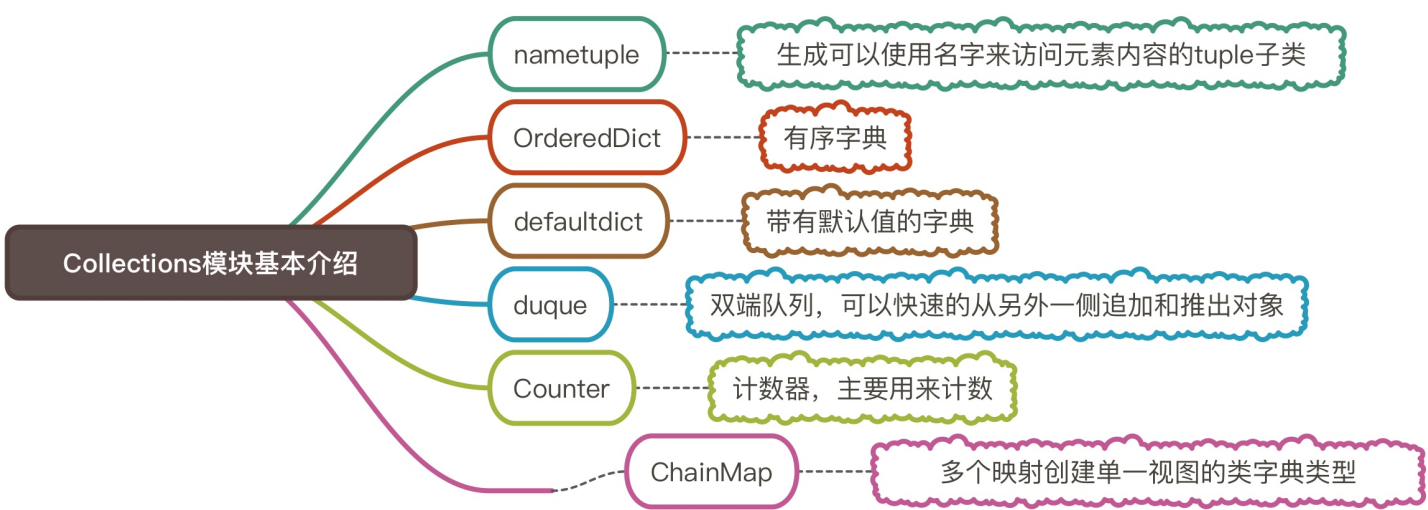 nametuple
生成可以使用名字来访问元素内容的tuple子类
OrderedDict
有序字典
defaultdict
带有默认值的字典
Collections模块基本介绍
duque
双端队列，可以快速的从另外一侧追加和推出对象
Counter
计数器，主要用来计数
ChainMap
多个映射创建单一视图的类字典类型